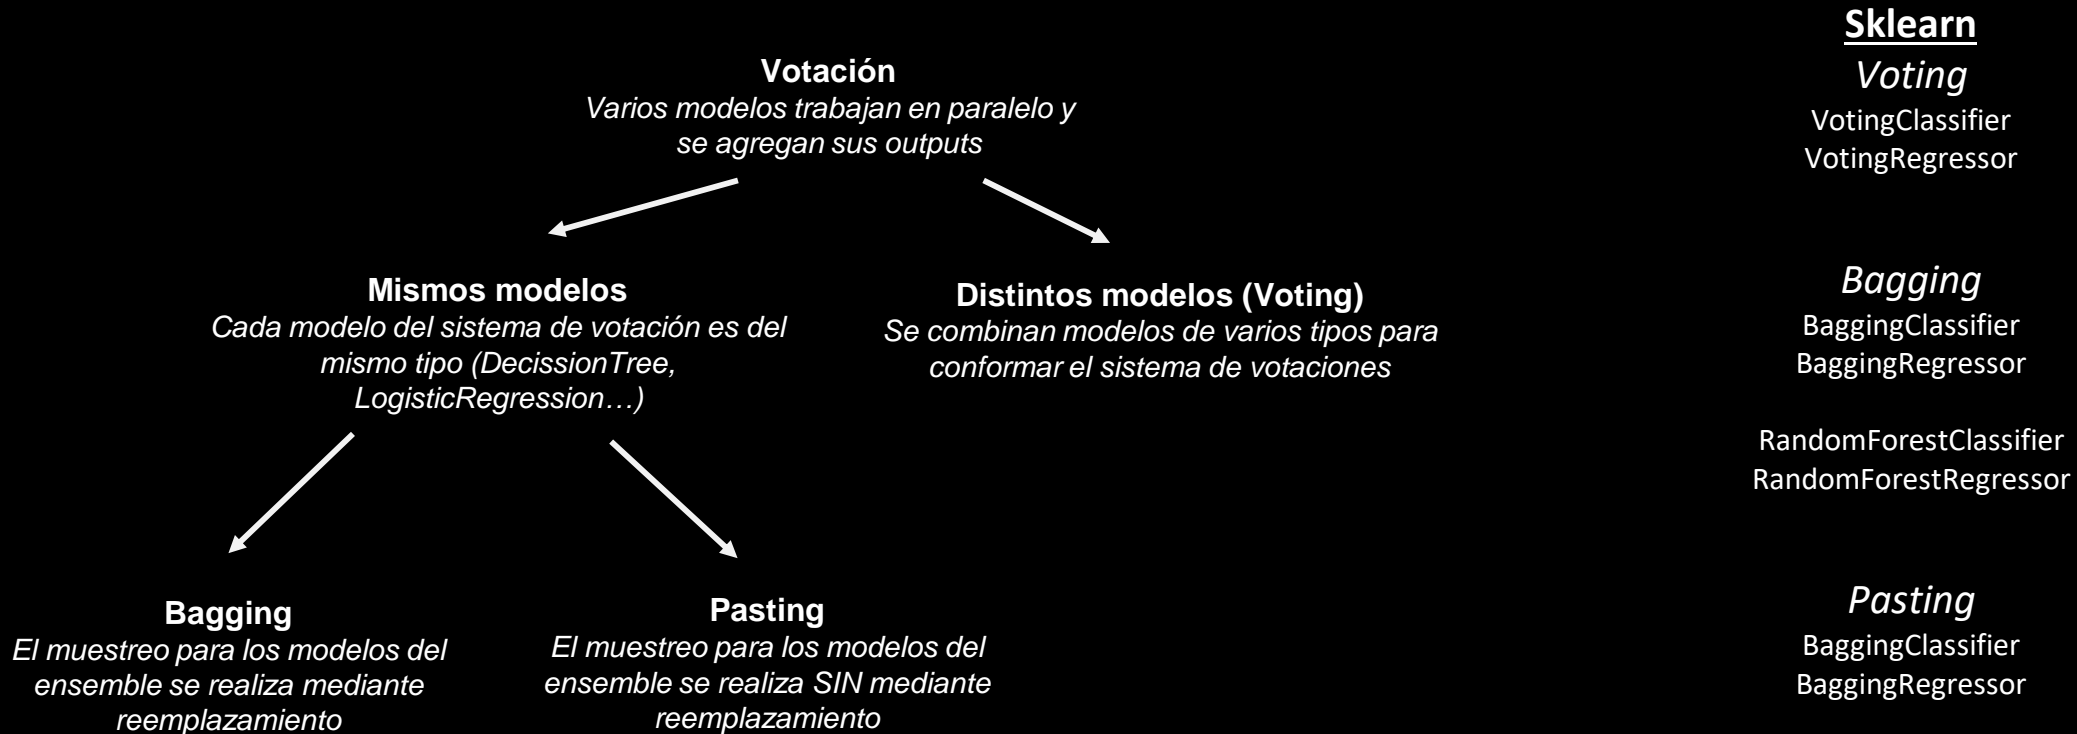 Votación
Varios modelos trabajan en paralelo y
se agregan sus outputs
Mismos modelos
Cada modelo del sistema de votación es del
mismo tipo (DecissionTree,
LogisticRegression…)
Distintos modelos (Voting)
Se combinan modelos de varios tipos para
conformar el sistema de votaciones
Bagging
El muestreo para los modelos del
ensemble se realiza mediante
reemplazamiento
Pasting
El muestreo para los modelos del
ensemble se realiza SIN mediante
reemplazamiento
Sklearn
Voting
VotingClassifier
VotingRegressor
Bagging
BaggingClassifier
BaggingRegressor
RandomForestClassifier
RandomForestRegressor
Pasting
BaggingClassifier
BaggingRegressor